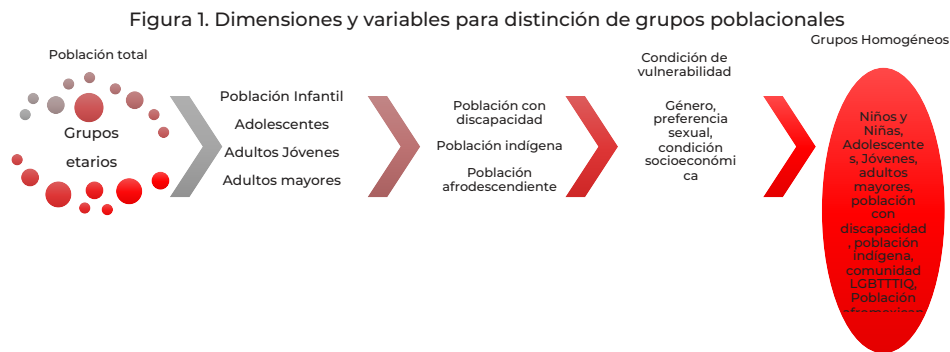 Figura 1. Dimensiones y variables para distinción de grupos poblacionales
Población total
Grupos
etarios
Población Infantil
Adolescentes
Adultos Jóvenes
Adultos mayores
Población con
discapacidad
Población indígena
Población
afrodescendiente
Condición de
vulnerabilidad
Género,
preferencia
sexual,
condición
socioeconómi
ca
Grupos Homogéneos
Niños y
Niñas,
Adolescente
s, Jóvenes,
adultos
mayores,
población
con
discapacidad
, población
indígena,
comunidad
LGBTTTIQ,
Población